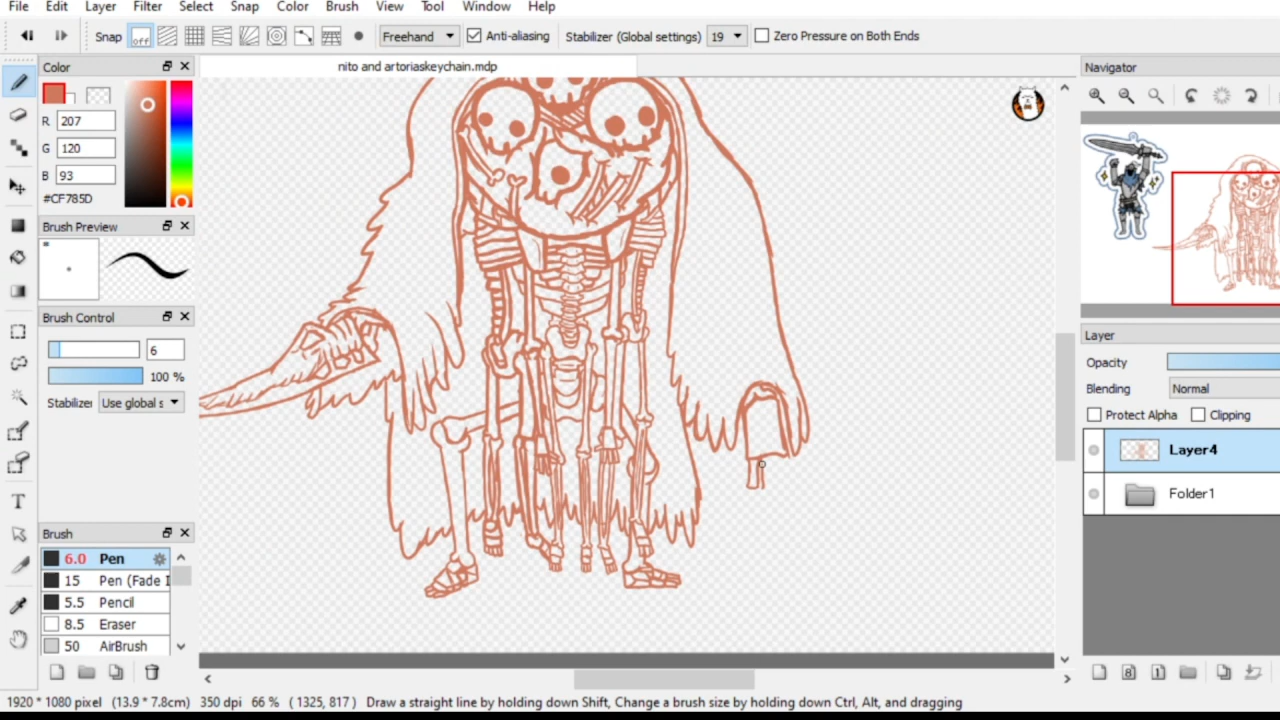 File Edit Layer Filter Select Snap Color Brush View Tool Window Help
Snap off Freehand Anti-aliasing Stabilizer (Global settings) 19 Zero Pressure on Both Ends
Color
nito and artoriaskeychain.mdp
Navigator
R 207
G 120
B 93
#CF785D
Brush Preview
Brush Control
6
100 %
Stabilizer Use global s
Layer
Opacity
Blending Normal
Protect Alpha Clipping
Layer4
Folder1
Brush
6.0 Pen
15 Pen (Fade I
5.5 Pencil
8.5 Eraser
50 AirBrush
8 1
T
1920 * 1080 pixel (13.9 * 7.8cm) 350 dpi 66 % ( 1325, 817 ) Draw a straight line by holding down Shift, Change a brush size by holding down Ctrl, Alt, and dragging